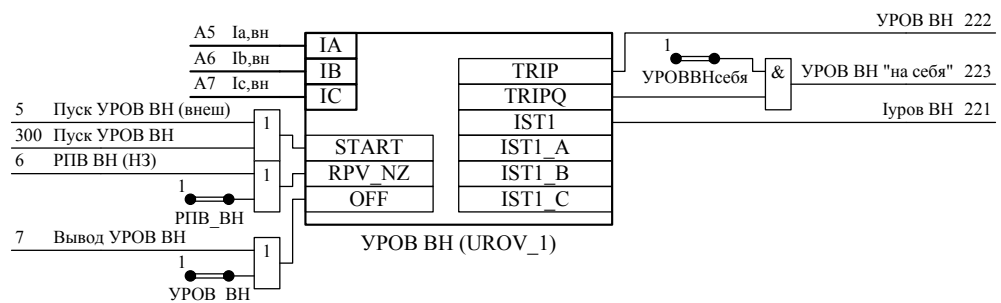 УРОВ ВН 222
A5 Iа,вн
IA
1
A6 Ib,вн
IB
TRIP
&
УРОВВНсебя
УРОВ ВН "на себя" 223
A7 Iс,вн
IC
TRIPQ
5 Пуск УРОВ ВН (внеш)
1
IST1
Iуров ВН 221
300 Пуск УРОВ ВН
START
IST1_A
6 РПВ ВН (НЗ)
1
RPV_NZ
IST1_B
1
OFF
IST1_C
РПВ_ВН
7 Вывод УРОВ ВН
1
УРОВ ВН (UROV_1)
1
УРОВ_ВН